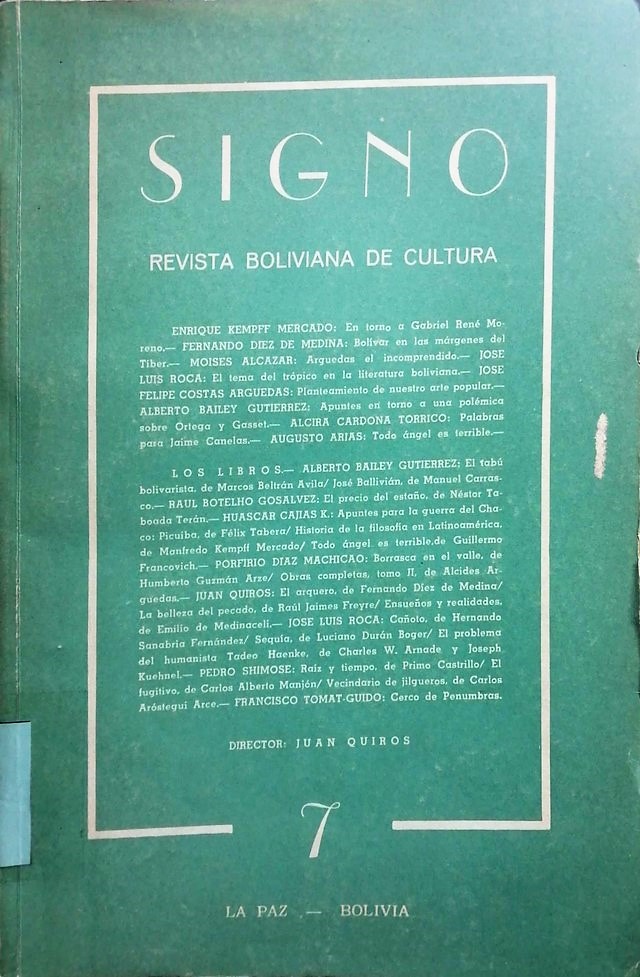 SIGNO
REVISTA BOLIVIANA DE CULTURA
ENRIQUE KEMPFF MERCADO: En torno a Gabriel René Mo-
reno.— FERNANDO DIEZ DE MEDINA: Bolívar en las márgenes del
Tíber.— MOISES ALCAZAR: Arguedas el incomprendido.— JOSE
LUIS ROCA: El tema del trópico en la literatura boliviana.— JOSE
FELIPE COSTAS ARGUEDAS: Planteamiento de nuestro arte popular.—
ALBERTO BAILEY GUTIERREZ: Apuntes en torno a una polémica
sobre Ortega y Gasset.— ALCIRA CARDONA TORRICO: Palabras
para Jaime Canelas.— AUGUSTO ARIAS: Todo ángel es terrible.—
LOS LIBROS.— ALBERTO BAILEY GUTIERREZ: El tabú
bolivarista, de Marcos Beltrán Avila/ José Ballivián, de Manuel Carras-
co.— RAUL BOTELHO GOSALVEZ: El precio del estaño, de Néstor Ta-
boada Terán.— HUASCAR CAJIAS K.: Apuntes para la guerra del Cha-
co: Picuiba, de Félix Tabera/ Historia de la filosofía en Latinoamérica,
de Manfredo Kempff Mercado/ Todo ángel es terrible,de Guillermo
Francovich.— PORFIRIO DIAZ MACHICAO: Borrasca en el valle, de
Humberto Guzmán Arze/ Obras completas, tomo II, de Alcides Ar-
guedas.— JUAN QUIROS: El arquero, de Fernando Díez de Medina/
La belleza del pecado, de Raúl Jaimes Freyre/ Ensueños y realidades,
de Emilio de Medinaceli.— JOSE LUIS ROCA: Cañoto, de Hernando
Sanabria Fernández/ Sequía, de Luciano Durán Boger/ El problema
del humanista Tadeo Haenke, de Charles W. Arnade y Joseph
Kuehnel.— PEDRO SHIMOSE: Raíz y tiempo, de Primo Castrillo/ El
fugitivo, de Carlos Alberto Manjón/ Vecindario de jilgueros, de Carlos
Aróstegui Arce.— FRANCISCO TOMAT-GUIDO: Cerco de Penumbras.
DIRECTOR: JUAN QUIROS
7
LA PAZ — BOLIVIA